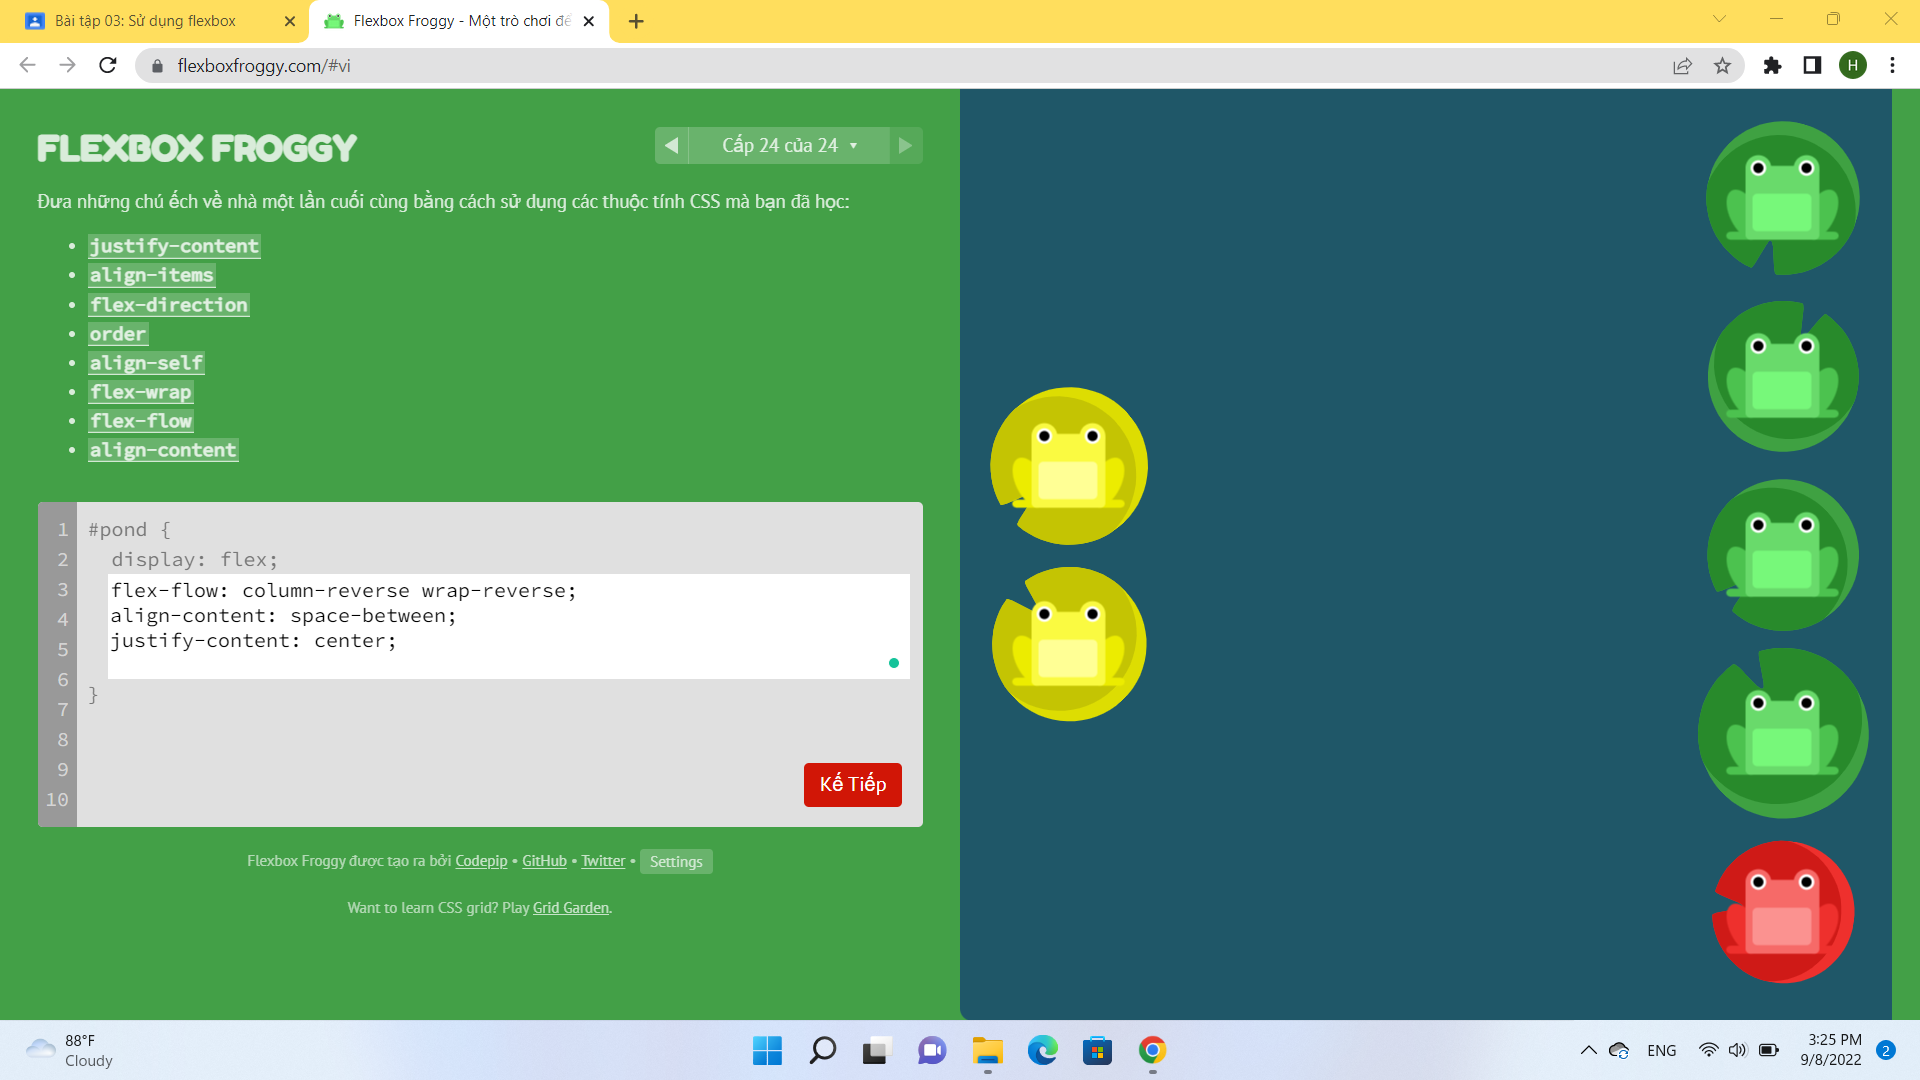 Bài tập 03: Sử dụng flexbox
Flexbox Froggy - Một trò chơi để
flexboxfroggy.com/#vi
H
FLEXBOX FROGGY
Cấp 24 của 24
Đưa những chú ếch về nhà một lần cuối cùng bằng cách sử dụng các thuộc tính CSS mà bạn đã học:
justify-content
align-items
flex-direction
order
align-self
flex-wrap
flex-flow
align-content
1 #pond {
2 display: flex;
3 flex-flow: column-reverse wrap-reverse;
4 align-content: space-between;
5 justify-content: center;
6
7 }
8
9
10
Kế Tiếp
Flexbox Froggy được tạo ra bởi Codepip • GitHub • Twitter • Settings
Want to learn CSS grid? Play Grid Garden.
88°F
Cloudy
ENG
3:25 PM
9/8/2022
2